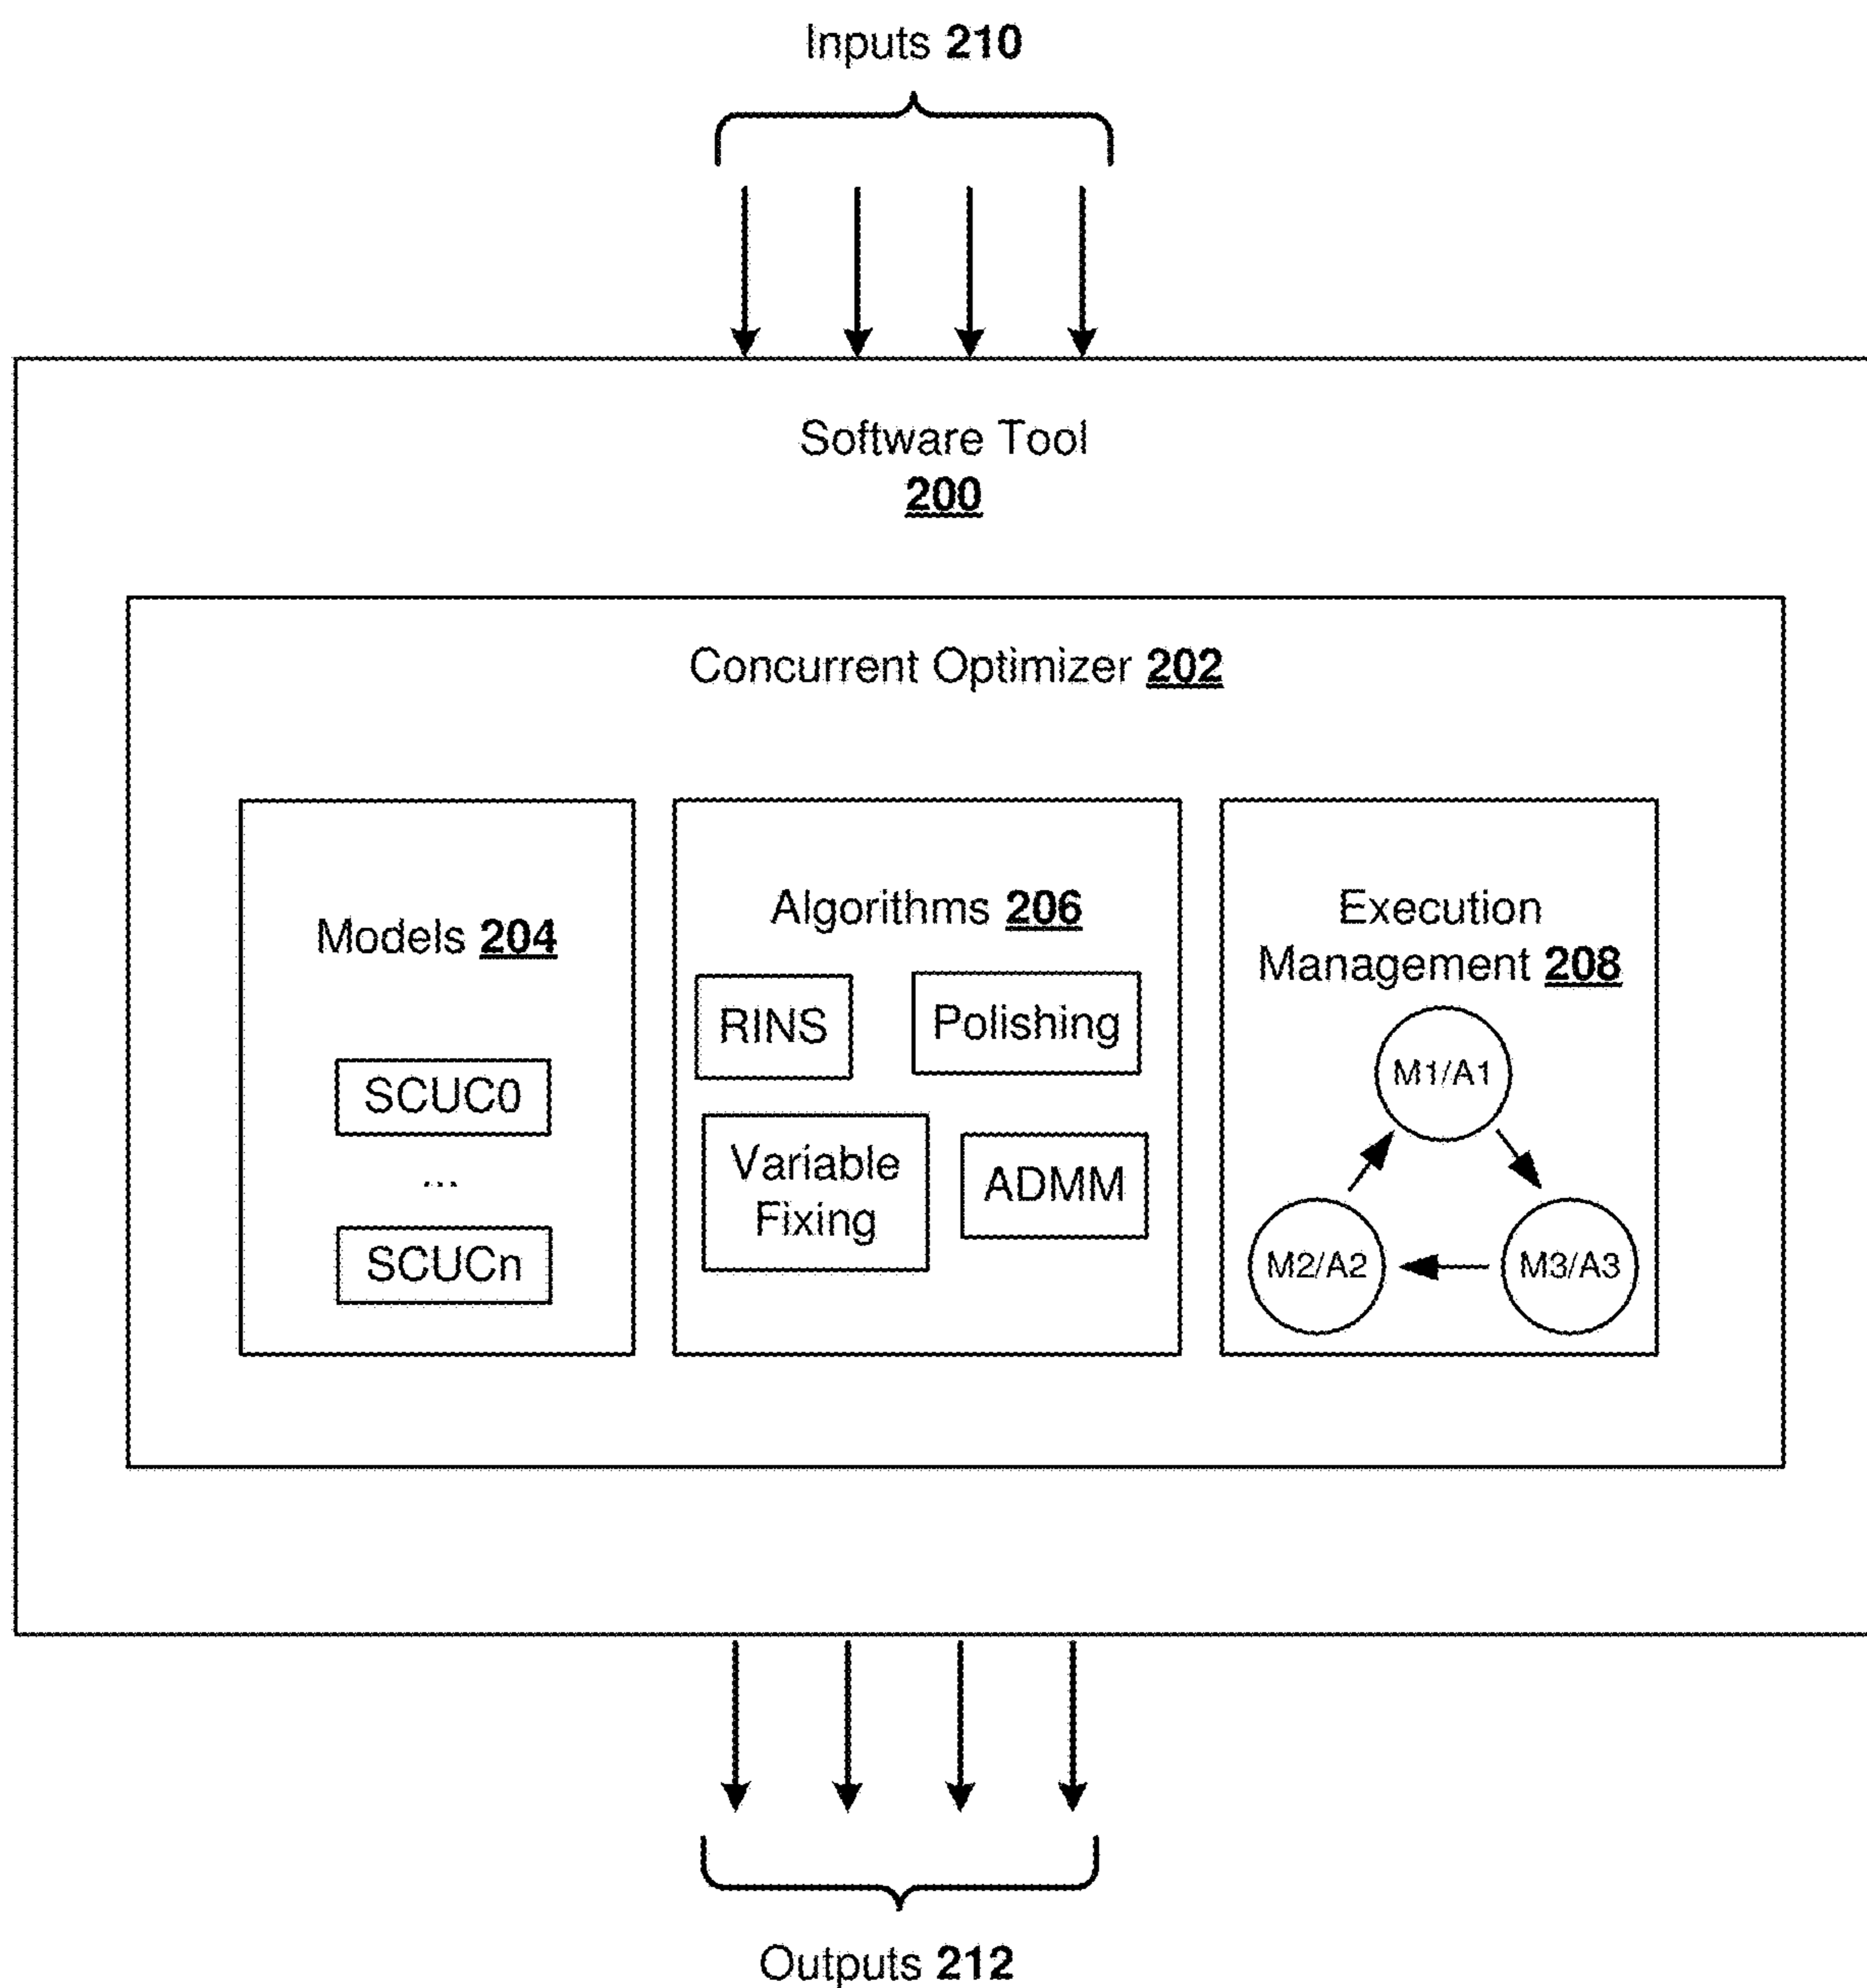 Inputs 210
Software Tool
200
Concurrent Optimizer 202
Models 204
SCUC0
...
SCUCn
Algorithms 206
RINS
Polishing
Variable
Fixing
ADMM
Execution
Management 208
M1/A1
M2/A2
M3/A3
Outputs 212